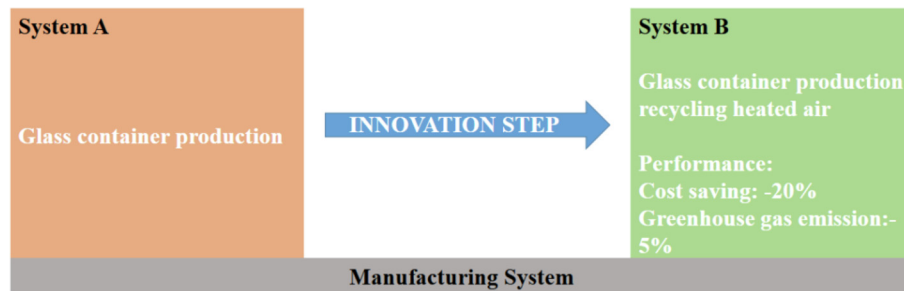 System A
Glass container production
INNOVATION STEP
System B
Glass container production
recycling heated air
Performance:
Cost saving: -20%
Greenhouse gas emission:-
5%
Manufacturing System